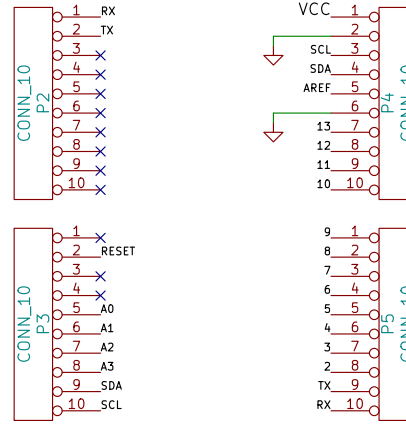 CONN_10
P2
1 RX
2 TX
3
4
5
6
7
8
9
10
VCC 1
2
SCL 3
SDA 4
AREF 5
6
13 7
12 8
11 9
10 10
P4
CONN_10
CONN_10
P3
1
2 RESET
3
4
5 A0
6 A1
7 A2
8 A3
9 SDA
10 SCL
9 1
8 2
7 3
6 4
5 5
4 6
3 7
2 8
TX 9
RX 10
P5
CONN_10